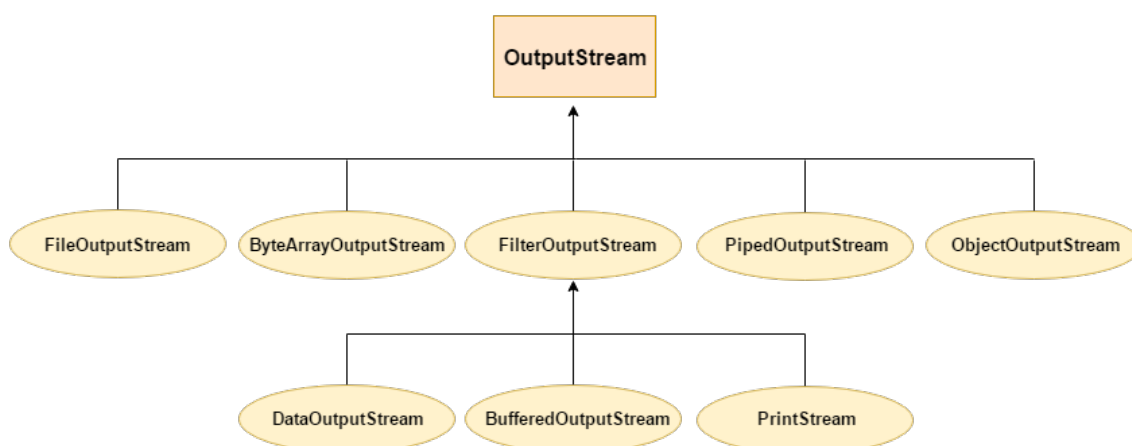 OutputStream
FileOutputStream
ByteArrayOutputStream
FilterOutputStream
PipedOutputStream
ObjectOutputStream
DataOutputStream
BufferedOutputStream
PrintStream